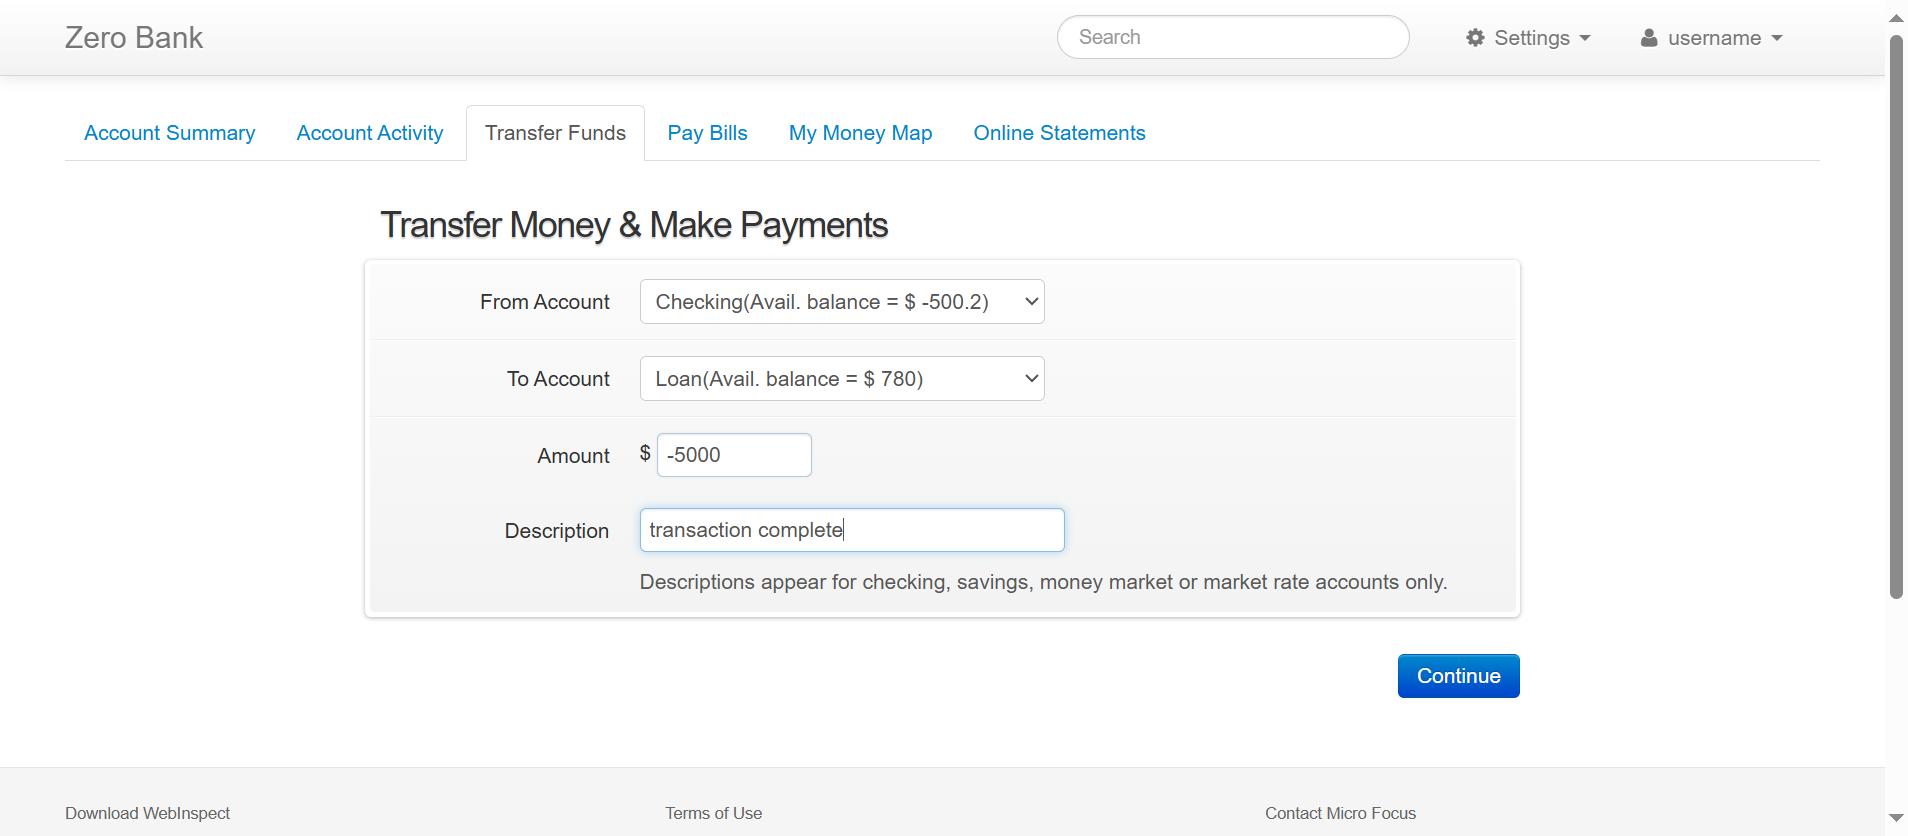 Zero Bank
Search
Settings
username
Account Summary
Account Activity
Transfer Funds
Pay Bills
My Money Map
Online Statements
Transfer Money & Make Payments
From Account
Checking(Avail. balance = $ -500.2)
To Account
Loan(Avail. balance = $ 780)
Amount
$ -5000
Description
transaction complete
Descriptions appear for checking, savings, money market or market rate accounts only.
Continue
Download WebInspect
Terms of Use
Contact Micro Focus